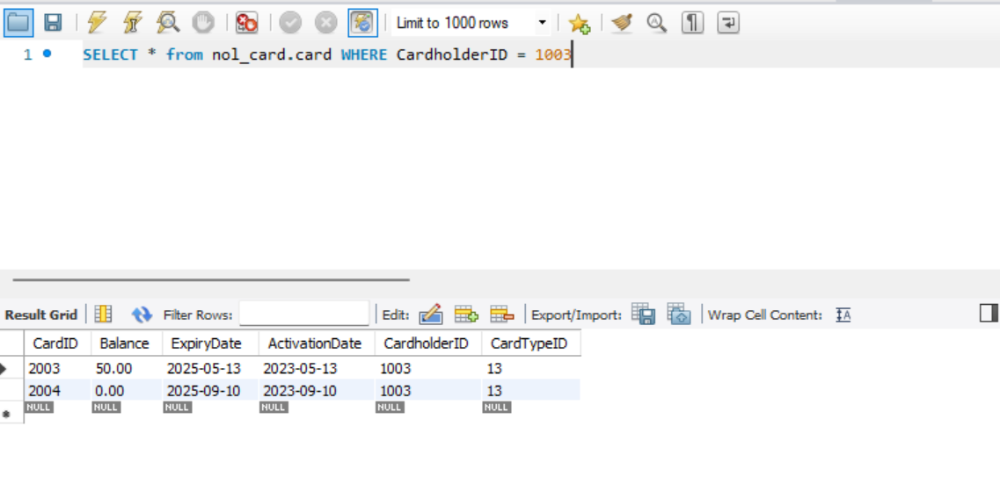 Limit to 1000 rows
1 SELECT * from nol_card.card WHERE CardholderID = 1003
Result Grid Filter Rows: Edit: Export/Import: Wrap Cell Content:
CardID Balance ExpiryDate ActivationDate CardholderID CardTypeID
2003 50.00 2025-05-13 2023-05-13 1003 13
2004 0.00 2025-09-10 2023-09-10 1003 13
NULL NULL NULL NULL NULL NULL